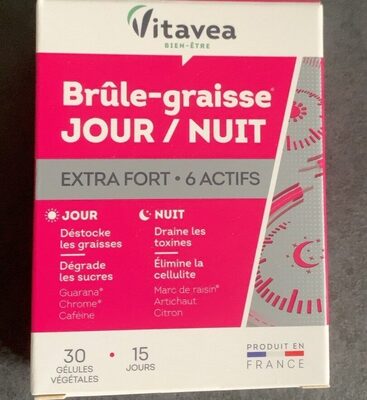 Vitavea
BIEN-ÊTRE
Brûle-graisse*
JOUR / NUIT
EXTRA FORT • 6 ACTIFS
JOUR
Déstocke
les graisses
Dégrade
les sucres
Guarana*
Chrome*
Caféine
NUIT
Draine les
toxines
Élimine la
cellulite
Marc de raisin*
Artichaut
Citron
30
GÉLULES
VÉGÉTALES
• 15
JOURS
PRODUIT EN
FRANCE